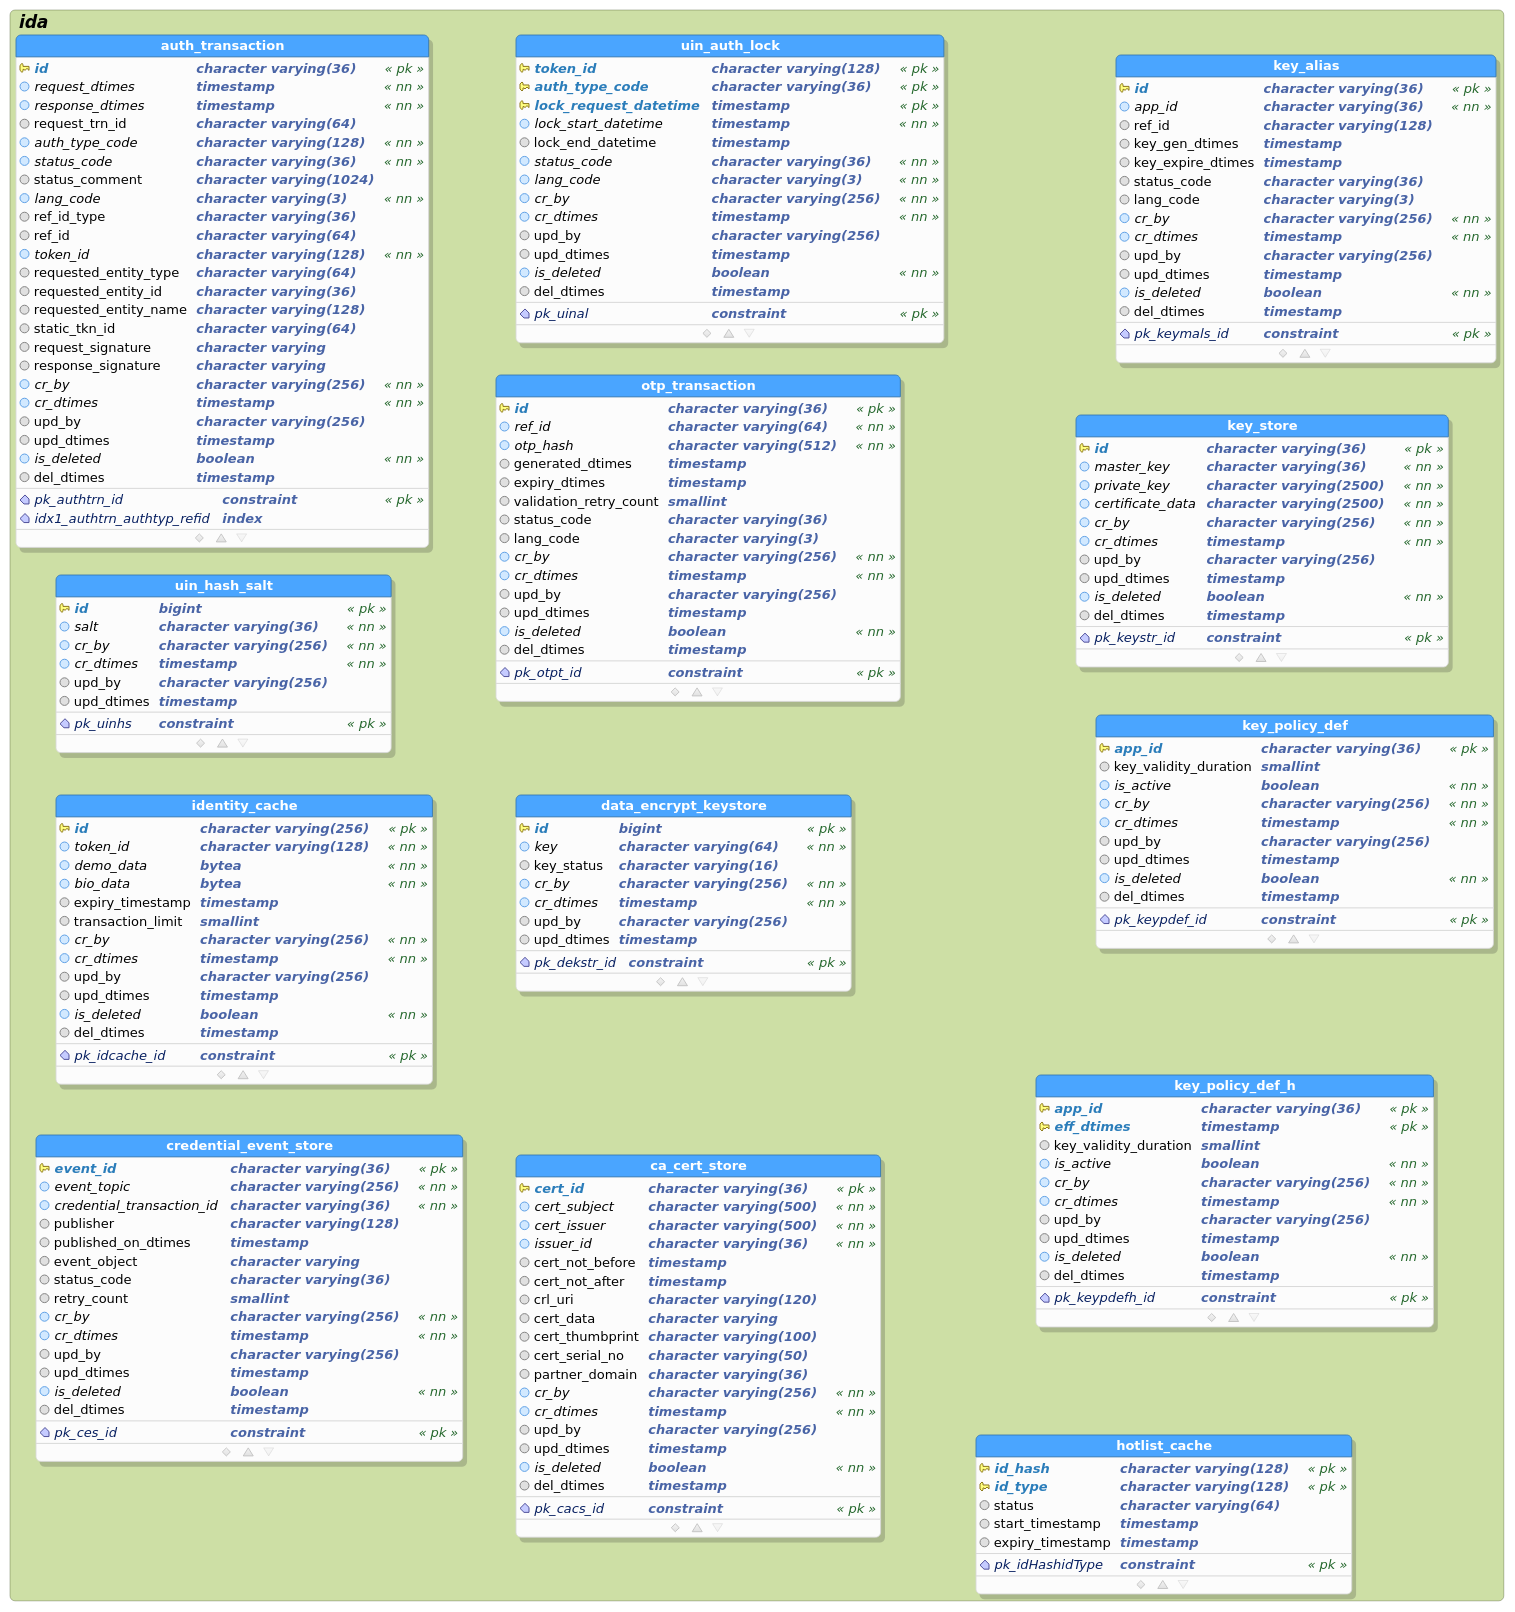 ida
auth_transaction
id character varying(36) « pk »
request_dtimes timestamp « nn »
response_dtimes timestamp « nn »
request_trn_id character varying(64)
auth_type_code character varying(128) « nn »
status_code character varying(36) « nn »
status_comment character varying(1024)
lang_code character varying(3) « nn »
ref_id_type character varying(36)
ref_id character varying(64)
token_id character varying(128) « nn »
requested_entity_type character varying(64)
requested_entity_id character varying(36)
requested_entity_name character varying(128)
static_tkn_id character varying(64)
request_signature character varying
response_signature character varying
cr_by character varying(256) « nn »
cr_dtimes timestamp « nn »
upd_by character varying(256)
upd_dtimes timestamp
is_deleted boolean « nn »
del_dtimes timestamp
pk_authtrn_id constraint « pk »
idx1_authtrn_authtyp_refid index
uin_auth_lock
token_id character varying(128) « pk »
auth_type_code character varying(36) « pk »
lock_request_datetime timestamp « pk »
lock_start_datetime timestamp « nn »
lock_end_datetime timestamp
status_code character varying(36) « nn »
lang_code character varying(3) « nn »
cr_by character varying(256) « nn »
cr_dtimes timestamp « nn »
upd_by character varying(256)
upd_dtimes timestamp
is_deleted boolean « nn »
del_dtimes timestamp
pk_uinal constraint « pk »
key_alias
id character varying(36) « pk »
app_id character varying(36) « nn »
ref_id character varying(128)
key_gen_dtimes timestamp
key_expire_dtimes timestamp
status_code character varying(36)
lang_code character varying(3)
cr_by character varying(256) « nn »
cr_dtimes timestamp « nn »
upd_by character varying(256)
upd_dtimes timestamp
is_deleted boolean « nn »
del_dtimes timestamp
pk_keymals_id constraint « pk »
otp_transaction
id character varying(36) « pk »
ref_id character varying(64) « nn »
otp_hash character varying(512) « nn »
generated_dtimes timestamp
expiry_dtimes timestamp
validation_retry_count smallint
status_code character varying(36)
lang_code character varying(3)
cr_by character varying(256) « nn »
cr_dtimes timestamp « nn »
upd_by character varying(256)
upd_dtimes timestamp
is_deleted boolean « nn »
del_dtimes timestamp
pk_otpt_id constraint « pk »
key_store
id character varying(36) « pk »
master_key character varying(36) « nn »
private_key character varying(2500) « nn »
certificate_data character varying(2500) « nn »
cr_by character varying(256) « nn »
cr_dtimes timestamp « nn »
upd_by character varying(256)
upd_dtimes timestamp
is_deleted boolean « nn »
del_dtimes timestamp
pk_keystr_id constraint « pk »
uin_hash_salt
id bigint « pk »
salt character varying(36) « nn »
cr_by character varying(256) « nn »
cr_dtimes timestamp « nn »
upd_by character varying(256)
upd_dtimes timestamp
pk_uinhs constraint « pk »
key_policy_def
app_id character varying(36) « pk »
key_validity_duration smallint
is_active boolean « nn »
cr_by character varying(256) « nn »
cr_dtimes timestamp « nn »
upd_by character varying(256)
upd_dtimes timestamp
is_deleted boolean « nn »
del_dtimes timestamp
pk_keypdef_id constraint « pk »
identity_cache
id character varying(256) « pk »
token_id character varying(128) « nn »
demo_data bytea « nn »
bio_data bytea « nn »
expiry_timestamp timestamp
transaction_limit smallint
cr_by character varying(256) « nn »
cr_dtimes timestamp « nn »
upd_by character varying(256)
upd_dtimes timestamp
is_deleted boolean « nn »
del_dtimes timestamp
pk_idcache_id constraint « pk »
data_encrypt_keystore
id bigint « pk »
key character varying(64) « nn »
key_status character varying(16)
cr_by character varying(256) « nn »
cr_dtimes timestamp « nn »
upd_by character varying(256)
upd_dtimes timestamp
pk_dekstr_id constraint « pk »
key_policy_def_h
app_id character varying(36) « pk »
eff_dtimes timestamp « pk »
key_validity_duration smallint
is_active boolean « nn »
cr_by character varying(256) « nn »
cr_dtimes timestamp « nn »
upd_by character varying(256)
upd_dtimes timestamp
is_deleted boolean « nn »
del_dtimes timestamp
pk_keypdefh_id constraint « pk »
credential_event_store
event_id character varying(36) « pk »
event_topic character varying(256) « nn »
credential_transaction_id character varying(36) « nn »
publisher character varying(128)
published_on_dtimes timestamp
event_object character varying
status_code character varying(36)
retry_count smallint
cr_by character varying(256) « nn »
cr_dtimes timestamp « nn »
upd_by character varying(256)
upd_dtimes timestamp
is_deleted boolean « nn »
del_dtimes timestamp
pk_ces_id constraint « pk »
ca_cert_store
cert_id character varying(36) « pk »
cert_subject character varying(500) « nn »
cert_issuer character varying(500) « nn »
issuer_id character varying(36) « nn »
cert_not_before timestamp
cert_not_after timestamp
crl_uri character varying(120)
cert_data character varying
cert_thumbprint character varying(100)
cert_serial_no character varying(50)
partner_domain character varying(36)
cr_by character varying(256) « nn »
cr_dtimes timestamp « nn »
upd_by character varying(256)
upd_dtimes timestamp
is_deleted boolean « nn »
del_dtimes timestamp
pk_cacs_id constraint « pk »
hotlist_cache
id_hash character varying(128) « pk »
id_type character varying(128) « pk »
status character varying(64)
start_timestamp timestamp
expiry_timestamp timestamp
pk_idHashidType constraint « pk »